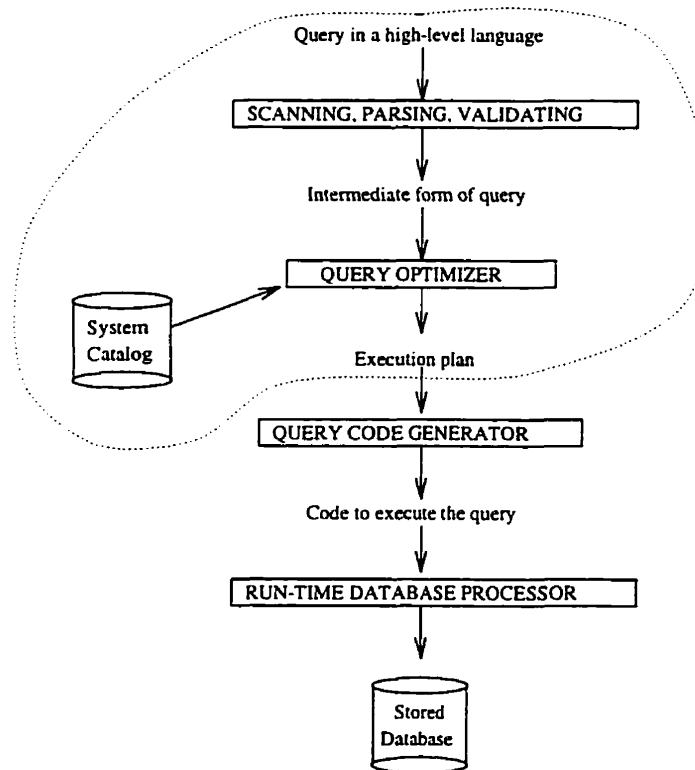 Query in a high-level language
SCANNING, PARSING, VALIDATING
Intermediate form of query
QUERY OPTIMIZER
System
Catalog
Execution plan
QUERY CODE GENERATOR
Code to execute the query
RUN-TIME DATABASE PROCESSOR
Stored
Database